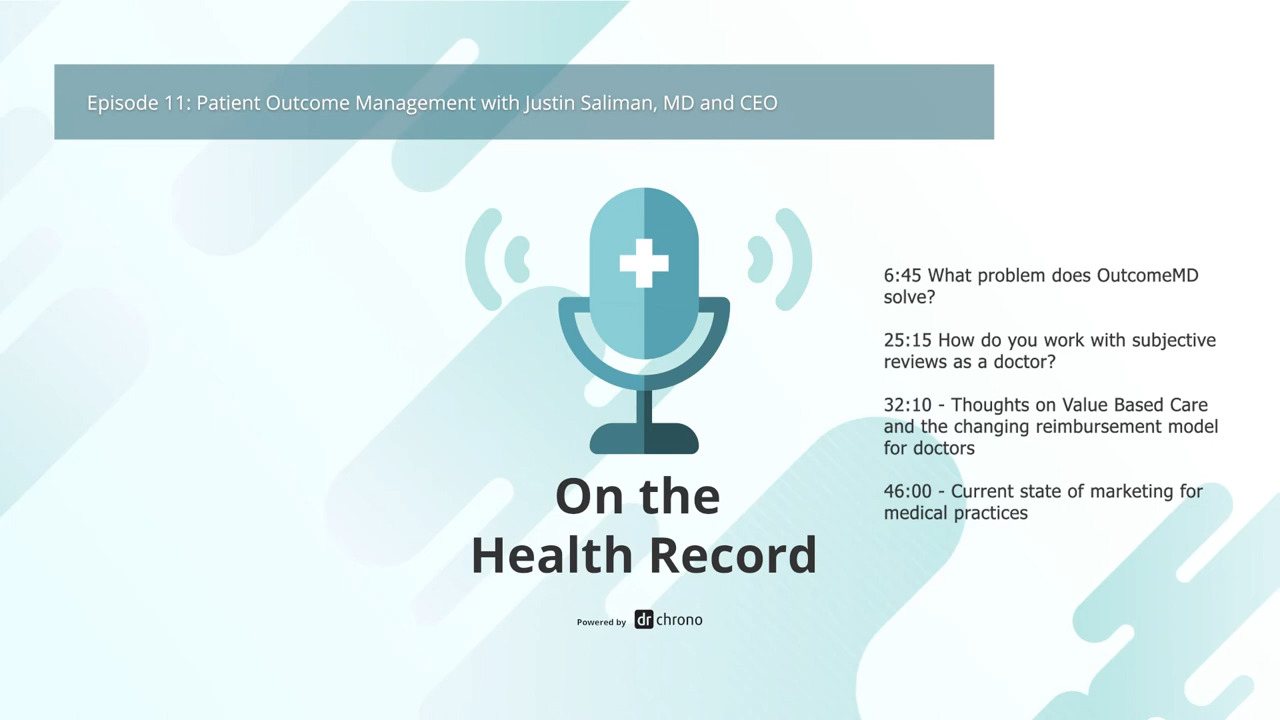 Episode 11: Patient Outcome Management with Justin Saliman, MD and CEO
6:45 What problem does OutcomeMD
solve?
25:15 How do you work with subjective
reviews as a doctor?
32:10 - Thoughts on Value Based Care
and the changing reimbursement model
for doctors
46:00 - Current state of marketing for
medical practices
On the
Health Record
Powered by dr chrono